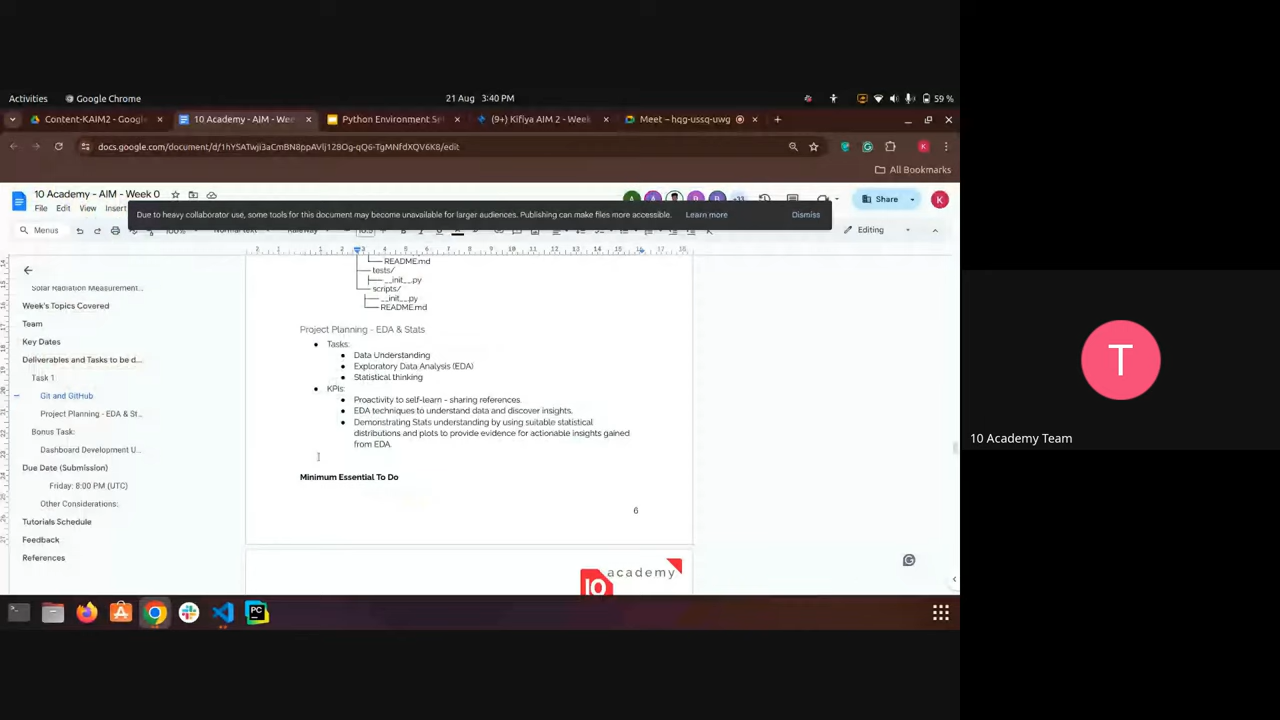 Activities
Google Chrome
21 Aug 3:40 PM
59 %
Content-KAIM2 - Google
10 Academy - AIM - Wee
Python Environment Set
(9+) Kifiya AIM 2 - Week
Meet – hqg-ussq-uwg
docs.google.com/document/d/1hYSATwji3aCmBN8ppAVlj128Og-qQ6-TgMNfdXQV6K8/edit
All Bookmarks
10 Academy - AIM - Week 0
Share
K
File Edit View Insert
Due to heavy collaborator use, some tools for this document may become unavailable for larger audiences. Publishing can make files more accessible. Learn more Dismiss
Menus
Editing
Solar Radiation Measurement...
Week's Topics Covered
Team
Key Dates
Deliverables and Tasks to be d...
Task 1
Git and GitHub
Project Planning - EDA & St...
Bonus Task:
Dashboard Development U...
Due Date (Submission)
Friday: 8:00 PM (UTC)
Other Considerations:
Tutorials Schedule
Feedback
References
README.md
tests/
__init__.py
scripts/
__init__.py
README.md
Project Planning - EDA & Stats
Tasks:
Data Understanding
Exploratory Data Analysis (EDA)
Statistical thinking
KPIs:
Proactivity to self-learn - sharing references.
EDA techniques to understand data and discover insights.
Demonstrating Stats understanding by using suitable statistical
distributions and plots to provide evidence for actionable insights gained
from EDA.
Minimum Essential To Do
6
10 academy
T
10 Academy Team